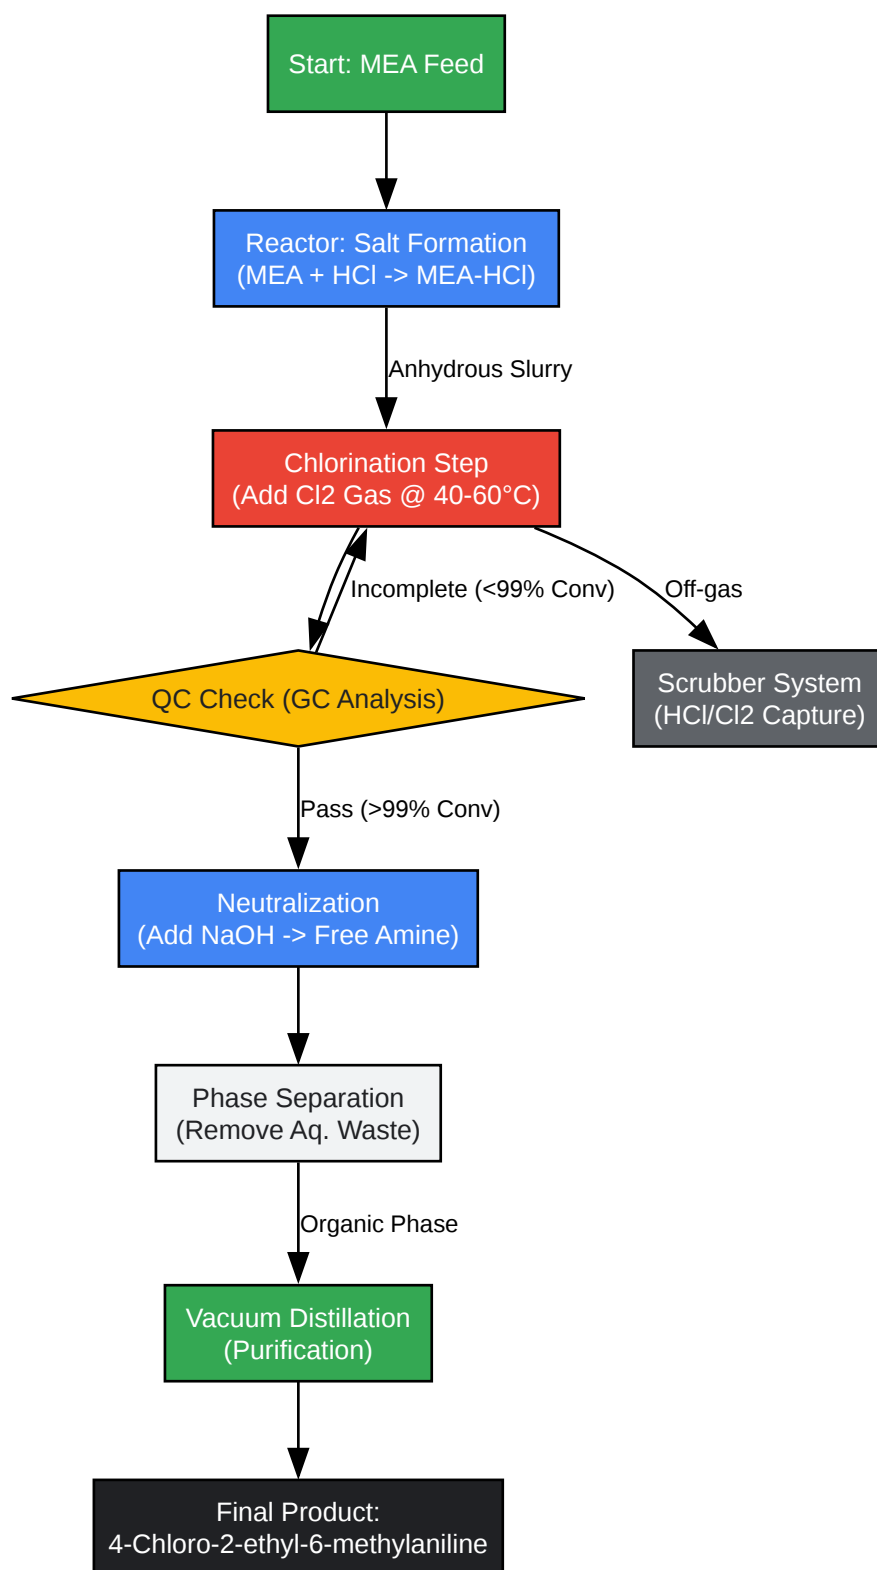 Start: MEA Feed
Reactor: Salt Formation
(MEA + HCl -> MEA-HCl)
Anhydrous Slurry
Chlorination Step
(Add Cl2 Gas @ 40-60°C)
Incomplete (<99% Conv)
Off-gas
QC Check (GC Analysis)
Scrubber System
(HCl/Cl2 Capture)
Pass (>99% Conv)
Neutralization
(Add NaOH -> Free Amine)
Phase Separation
(Remove Aq. Waste)
Organic Phase
Vacuum Distillation
(Purification)
Final Product:
4-Chloro-2-ethyl-6-methylaniline